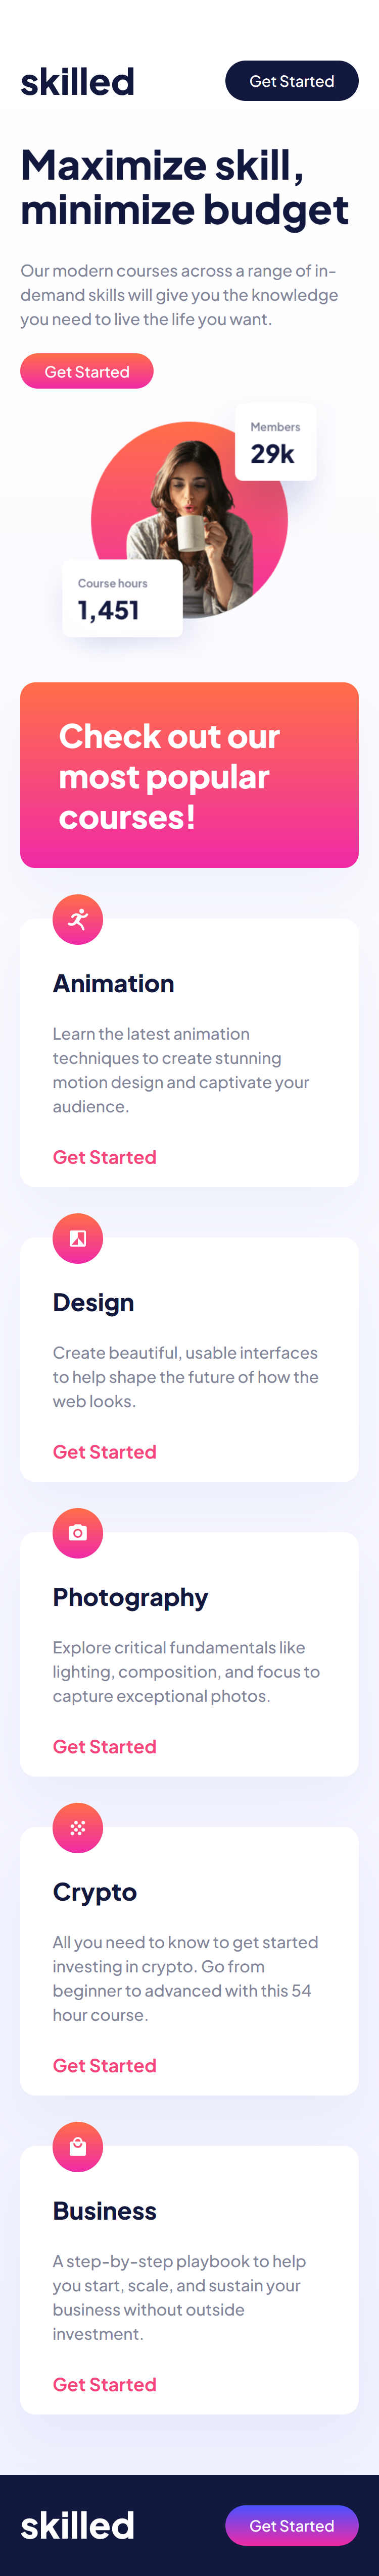 skilled
Get Started
Maximize skill,
minimize budget
Our modern courses across a range of in-
demand skills will give you the knowledge
you need to live the life you want.
Get Started
Members
29k
Course hours
1,451
Check out our
most popular
courses!
Animation
Learn the latest animation
techniques to create stunning
motion design and captivate your
audience.
Get Started
Design
Create beautiful, usable interfaces
to help shape the future of how the
web looks.
Get Started
Photography
Explore critical fundamentals like
lighting, composition, and focus to
capture exceptional photos.
Get Started
Crypto
All you need to know to get started
investing in crypto. Go from
beginner to advanced with this 54
hour course.
Get Started
Business
A step-by-step playbook to help
you start, scale, and sustain your
business without outside
investment.
Get Started
skilled
Get Started